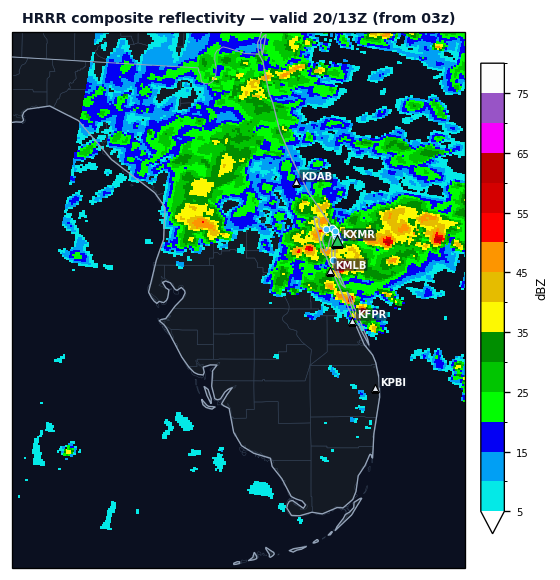 HRRR composite reflectivity — valid 20/13Z (from 03z)
KDAB
KXMR
KMLB
KFPR
KPBI
75
65
55
45
35
25
15
5
dBZ